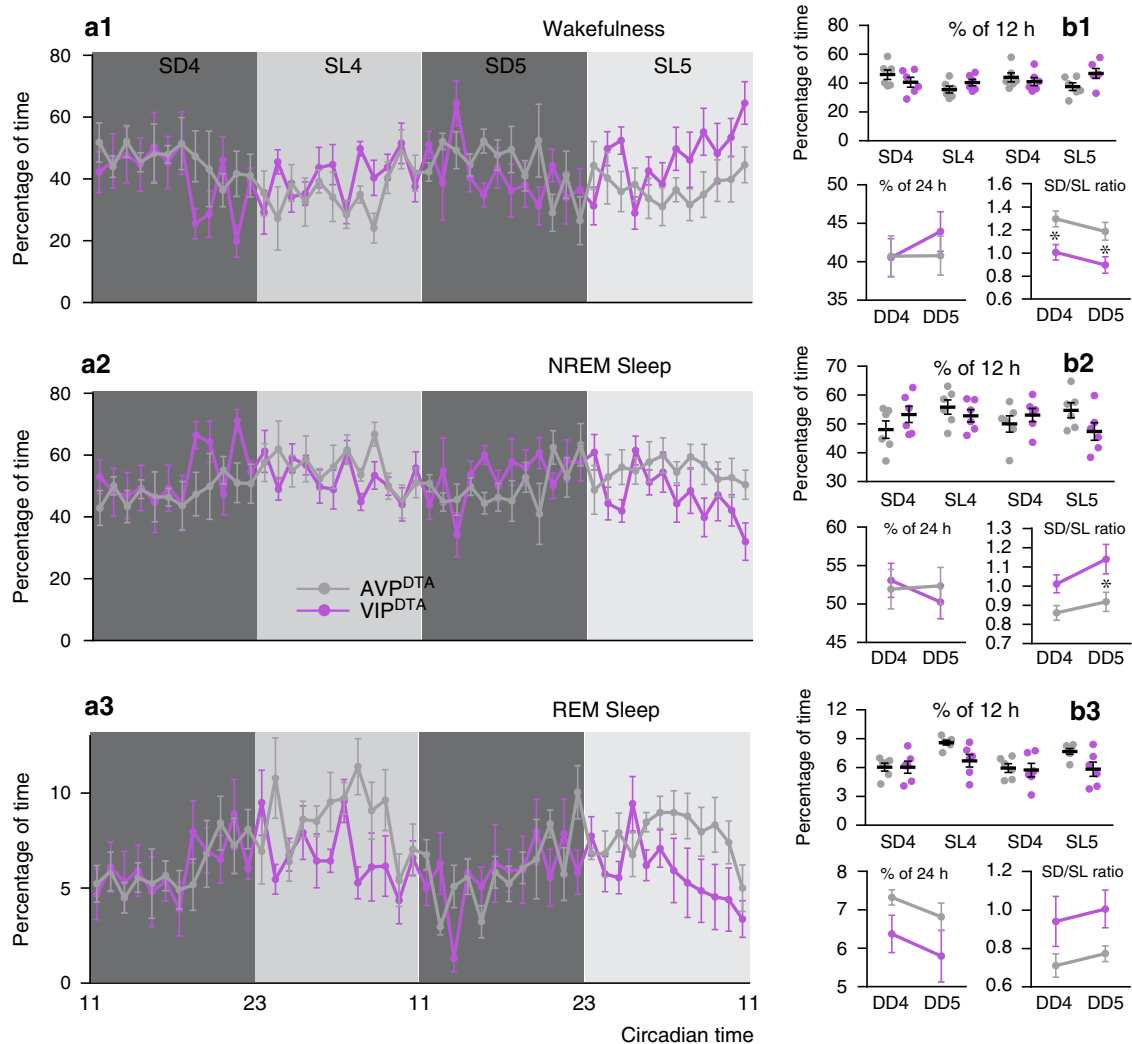 a1
Wakefulness
Percentage of time
80
60
40
20
0
SD4
SL4
SD5
SL5
a2
NREM Sleep
Percentage of time
80
60
40
20
0
AVP^DTA
VIP^DTA
a3
REM Sleep
Percentage of time
10
5
0
11
23
11
23
11
Circadian time
b1
% of 12 h
Percentage of time
80
60
40
20
0
SD4 SL4 SD4 SL5
% of 24 h
50
45
40
35
DD4 DD5
SD/SL ratio
1.6
1.4
1.2
1.0
0.8
0.6
*
*
DD4 DD5
b2
% of 12 h
Percentage of time
70
60
50
40
30
SD4 SL4 SD4 SL5
% of 24 h
60
55
50
45
DD4 DD5
SD/SL ratio
1.3
1.2
1.1
1.0
0.9
0.8
0.7
*
DD4 DD5
b3
% of 12 h
Percentage of time
12
9
6
3
0
SD4 SL4 SD4 SL5
% of 24 h
8
7
6
5
DD4 DD5
SD/SL ratio
1.2
1.0
0.8
0.6
DD4 DD5